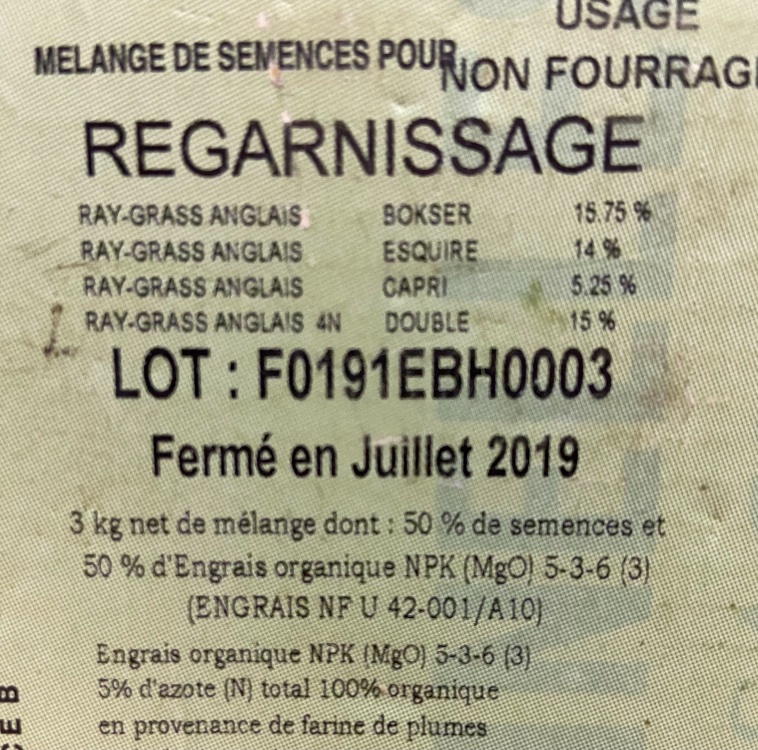 USAGE
MELANGE DE SEMENCES POUR NON FOURRAG
REGARNISSAGE
RAY-GRASS ANGLAIS BOKSER 15.75 %
RAY-GRASS ANGLAIS ESQUIRE 14 %
RAY-GRASS ANGLAIS CAPRI 5.25 %
RAY-GRASS ANGLAIS 4N DOUBLE 15 %
LOT : F0191EBH0003
Fermé en Juillet 2019
3 kg net de mélange dont : 50 % de semences et
50 % d'Engrais organique NPK (MgO) 5-3-6 (3)
(ENGRAIS NF U 42-001/A10)
Engrais organique NPK (MgO) 5-3-6 (3)
5% d'azote (N) total 100% organique
en provenance de farine de plumes